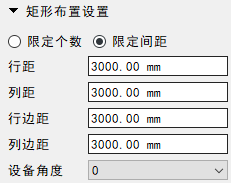 矩形布置设置
限定个数 限定间距
行距 3000.00 mm
列距 3000.00 mm
行边距 3000.00 mm
列边距 3000.00 mm
设备角度 0